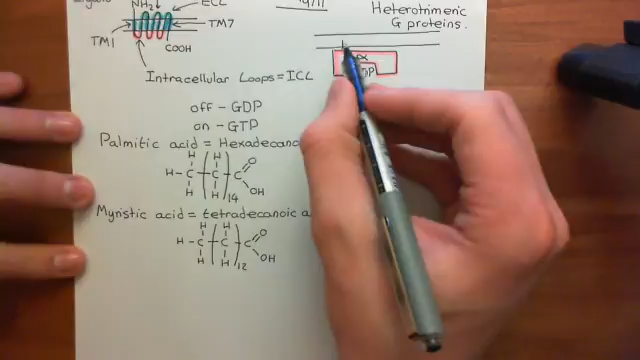 NH₂
ECL
TM7
TM1
COOH
Heterotrimeric
G proteins.
α
Intracellular Loops = ICL
off - GDP
on - GTP
Palmitic acid = Hexadecano
H
H
H - C
C
C
O
OH
H
H
14
Myristic acid = tetradecanoic a
H
H
H - C
C
C
O
OH
H
H
12